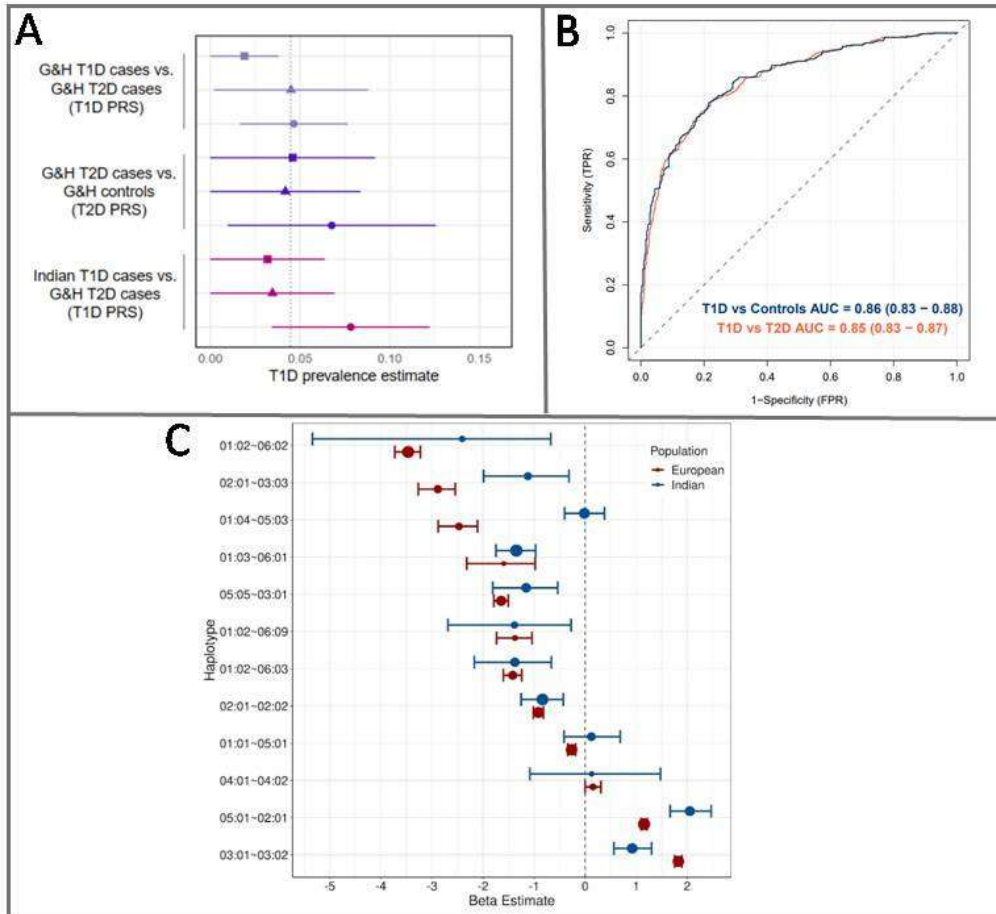 A
G&H T1D cases vs.
G&H T2D cases
(T1D PRS)
G&H T2D cases vs.
G&H controls
(T2D PRS)
Indian T1D cases vs.
G&H T2D cases
(T1D PRS)
0.00 0.05 0.10 0.15
T1D prevalence estimate
B
Sensitivity (TPR)
1.0
0.8
0.6
0.4
0.2
0.0
T1D vs Controls AUC = 0.86 (0.83 − 0.88)
T1D vs T2D AUC = 0.85 (0.83 − 0.87)
0.0 0.2 0.4 0.6 0.8 1.0
1−Specificity (FPR)
C
Haplotype
01:02~06:02
02:01~03:03
01:04~05:03
01:03~06:01
05:05~03:01
01:02~06:09
01:02~06:03
02:01~02:02
01:01~05:01
04:01~04:02
05:01~02:01
03:01~03:02
Population
European
Indian
-5 -4 -3 -2 -1 0 1 2
Beta Estimate